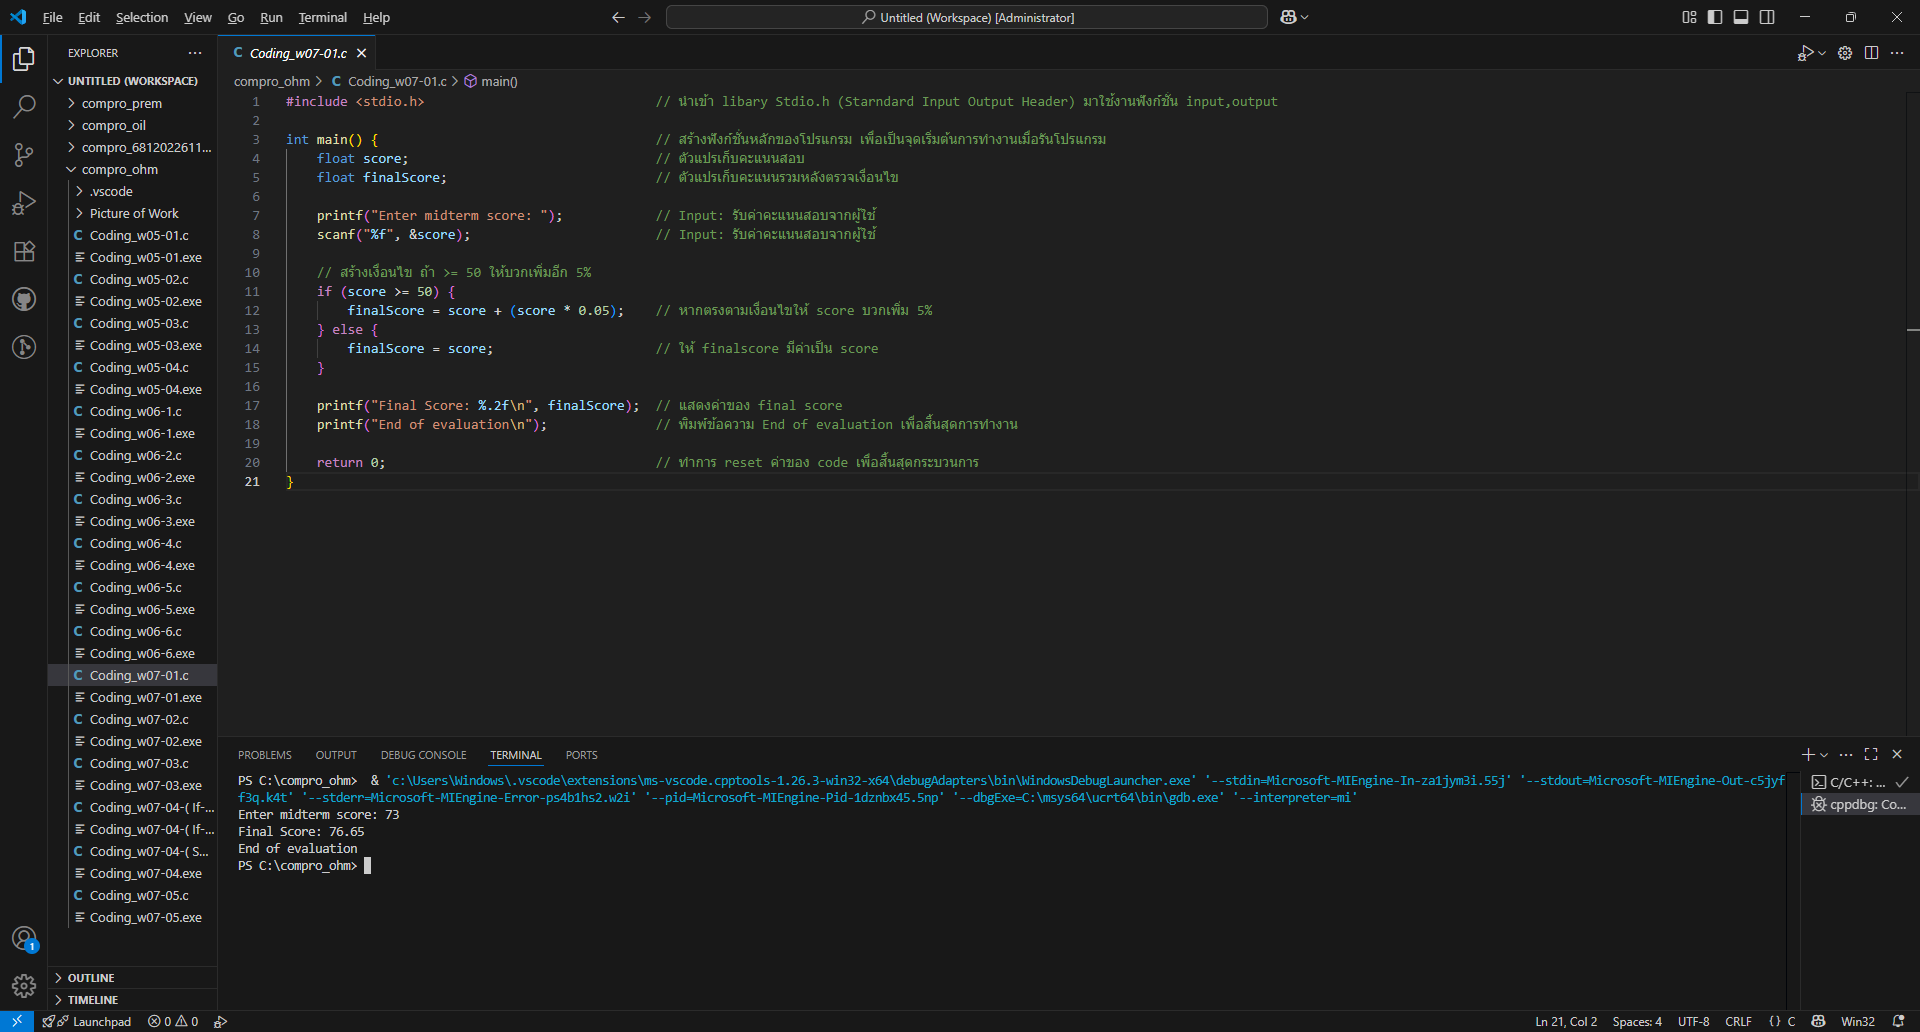 File Edit Selection View Go Run Terminal Help
Untitled (Workspace) [Administrator]
EXPLORER
UNTITLED (WORKSPACE)
compro_prem
compro_oil
compro_6812022611...
compro_ohm
.vscode
Picture of Work
Coding_w05-01.c
Coding_w05-01.exe
Coding_w05-02.c
Coding_w05-02.exe
Coding_w05-03.c
Coding_w05-03.exe
Coding_w05-04.c
Coding_w05-04.exe
Coding_w06-1.c
Coding_w06-1.exe
Coding_w06-2.c
Coding_w06-2.exe
Coding_w06-3.c
Coding_w06-3.exe
Coding_w06-4.c
Coding_w06-4.exe
Coding_w06-5.c
Coding_w06-5.exe
Coding_w06-6.c
Coding_w06-6.exe
Coding_w07-01.c
Coding_w07-01.exe
Coding_w07-02.c
Coding_w07-02.exe
Coding_w07-03.c
Coding_w07-03.exe
Coding_w07-04-( If-...
Coding_w07-04-( If-...
Coding_w07-04-( S...
Coding_w07-04.exe
Coding_w07-05.c
Coding_w07-05.exe
OUTLINE
TIMELINE
C Coding_w07-01.c
compro_ohm > C Coding_w07-01.c > main()
1 #include <stdio.h> // นำเข้า libary Stdio.h (Starndard Input Output Header) มาใช้งานฟังก์ชั่น input,output
2
3 int main() { // สร้างฟังก์ชั่นหลักของโปรแกรม เพื่อเป็นจุดเริ่มต้นการทำงานเมื่อรันโปรแกรม
4 float score; // ตัวแปรเก็บคะแนนสอบ
5 float finalScore; // ตัวแปรเก็บคะแนนรวมหลังตรวจเงื่อนไข
6
7 printf("Enter midterm score: "); // Input: รับค่าคะแนนสอบจากผู้ใช้
8 scanf("%f", &score); // Input: รับค่าคะแนนสอบจากผู้ใช้
9
10 // สร้างเงื่อนไข ถ้า >= 50 ให้บวกเพิ่มอีก 5%
11 if (score >= 50) {
12 finalScore = score + (score * 0.05); // หากตรงตามเงื่อนไขให้ score บวกเพิ่ม 5%
13 } else {
14 finalScore = score; // ให้ finalscore มีค่าเป็น score
15 }
16
17 printf("Final Score: %.2f\n", finalScore); // แสดงค่าของ final score
18 printf("End of evaluation\n"); // พิมพ์ข้อความ End of evaluation เพื่อสิ้นสุดการทำงาน
19
20 return 0; // ทำการ reset ค่าของ code เพื่อสิ้นสุดกระบวนการ
21 }
PROBLEMS OUTPUT DEBUG CONSOLE TERMINAL PORTS
PS C:\compro_ohm> & 'c:\Users\Windows\.vscode\extensions\ms-vscode.cpptools-1.26.3-win32-x64\debugAdapters\bin\WindowsDebugLauncher.exe' '--stdin=Microsoft-MIEngine-In-za1jym3i.55j' '--stdout=Microsoft-MIEngine-Out-c5jyf
f3q.k4t' '--stderr=Microsoft-MIEngine-Error-ps4b1hs2.w2i' '--pid=Microsoft-MIEngine-Pid-1dznbx45.5np' '--dbgExe=C:\msys64\ucrt64\bin\gdb.exe' '--interpreter=mi'
Enter midterm score: 73
Final Score: 76.65
End of evaluation
PS C:\compro_ohm>
C/C++: ...
cppdbg: Co...
1
Launchpad 0 0
Ln 21, Col 2 Spaces: 4 UTF-8 CRLF {} C Win32